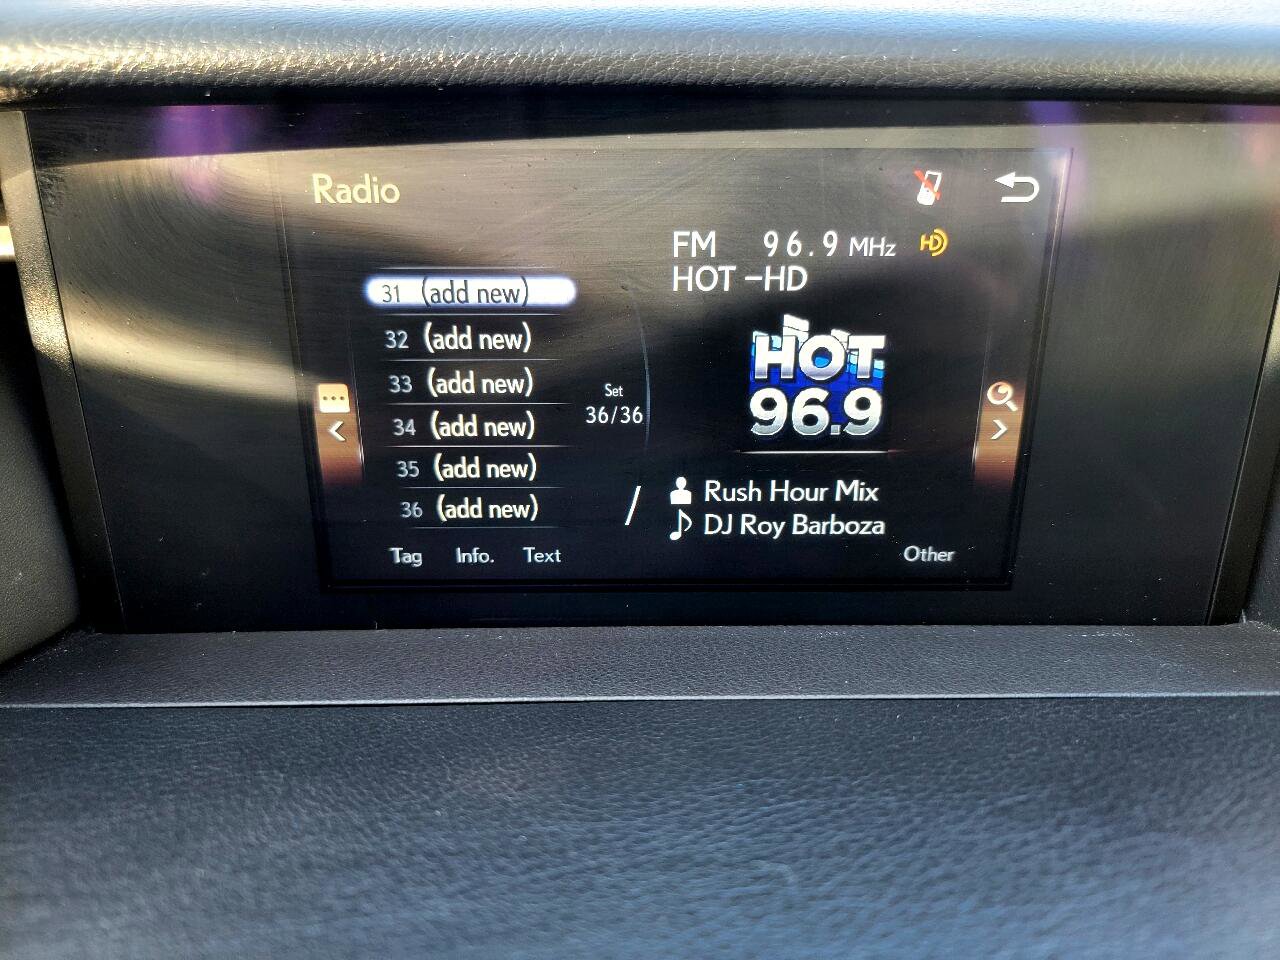 Radio
FM 96.9 MHz HD
HOT -HD
31 (add new)
32 (add new)
33 (add new)
34 (add new)
35 (add new)
36 (add new)
Set
36/36
HOT
96.9
Rush Hour Mix
DJ Roy Barboza
Tag Info. Text
Other